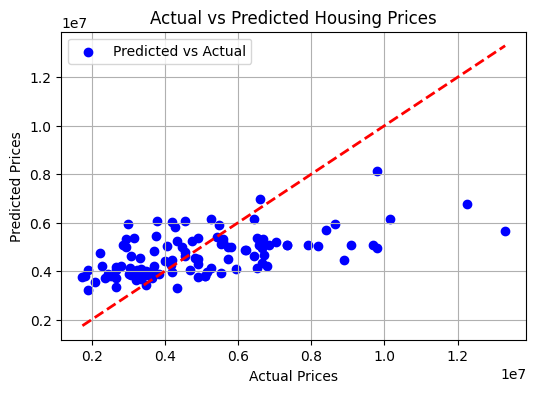 Actual vs Predicted Housing Prices
1e7
Predicted vs Actual
1.2
1.0
0.8
0.6
0.4
0.2
Predicted Prices
0.2 0.4 0.6 0.8 1.0 1.2
1e7
Actual Prices